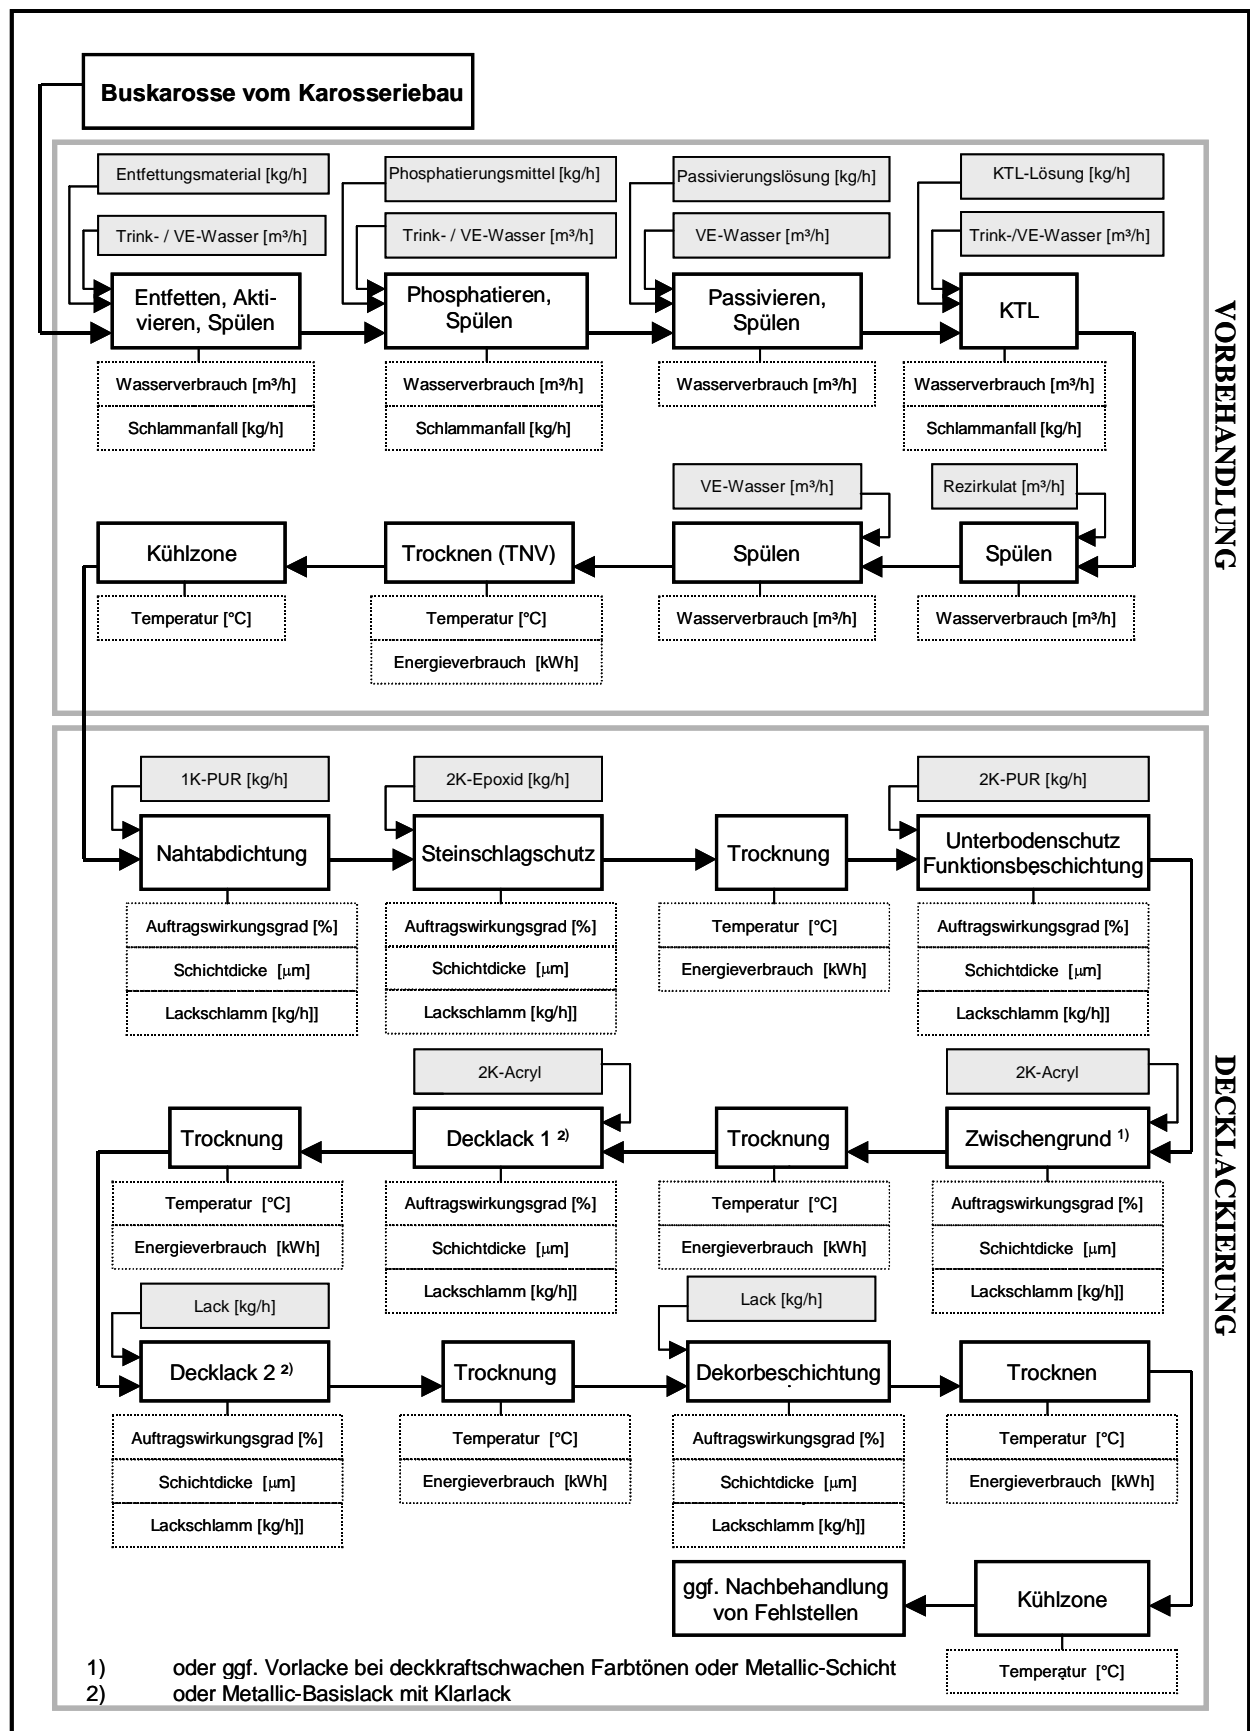 Buskarosse vom Karosseriebau
VORBEHANDLUNG
Entfettungsmaterial [kg/h]
Phosphatierungsmittel [kg/h]
Passivierungslösung [kg/h]
KTL-Lösung [kg/h]
Trink- / VE-Wasser [m³/h]
Trink- / VE-Wasser [m³/h]
VE-Wasser [m³/h]
Trink-/VE-Wasser [m³/h]
Entfetten, Akti-
vieren, Spülen
Phosphatieren,
Spülen
Passivieren,
Spülen
KTL
Wasserverbrauch [m³/h]
Wasserverbrauch [m³/h]
Wasserverbrauch [m³/h]
Wasserverbrauch [m³/h]
Schlammanfall [kg/h]
Schlammanfall [kg/h]
Schlammanfall [kg/h]
VE-Wasser [m³/h]
Rezirkulat [m³/h]
Kühlzone
Trocknen (TNV)
Spülen
Spülen
Temperatur [°C]
Temperatur [°C]
Wasserverbrauch [m³/h]
Wasserverbrauch [m³/h]
Energieverbrauch [kWh]
DECKLACKIERUNG
1K-PUR [kg/h]
2K-Epoxid [kg/h]
2K-PUR [kg/h]
Nahtabdichtung
Steinschlagschutz
Trocknung
Unterbodenschutz
Funktionsbeschichtung
Auftragswirkungsgrad [%]
Auftragswirkungsgrad [%]
Temperatur [°C]
Auftragswirkungsgrad [%]
Schichtdicke [µm]
Schichtdicke [µm]
Energieverbrauch [kWh]
Schichtdicke [µm]
Lackschlamm [kg/h]]
Lackschlamm [kg/h]]
Lackschlamm [kg/h]]
2K-Acryl
2K-Acryl
Trocknung
Decklack 1 ²⁾
Trocknung
Zwischengrund ¹⁾
Temperatur [°C]
Auftragswirkungsgrad [%]
Temperatur [°C]
Auftragswirkungsgrad [%]
Energieverbrauch [kWh]
Schichtdicke [µm]
Energieverbrauch [kWh]
Schichtdicke [µm]
Lackschlamm [kg/h]]
Lackschlamm [kg/h]]
Lack [kg/h]
Lack [kg/h]
Decklack 2 ²⁾
Trocknung
Dekorbeschichtung
Trocknen
Auftragswirkungsgrad [%]
Temperatur [°C]
Auftragswirkungsgrad [%]
Temperatur [°C]
Schichtdicke [µm]
Energieverbrauch [kWh]
Schichtdicke [µm]
Energieverbrauch [kWh]
Lackschlamm [kg/h]]
Lackschlamm [kg/h]]
ggf. Nachbehandlung
von Fehlstellen
Kühlzone
Temperatur [°C]
1) oder ggf. Vorlacke bei deckkraftschwachen Farbtönen oder Metallic-Schicht
2) oder Metallic-Basislack mit Klarlack